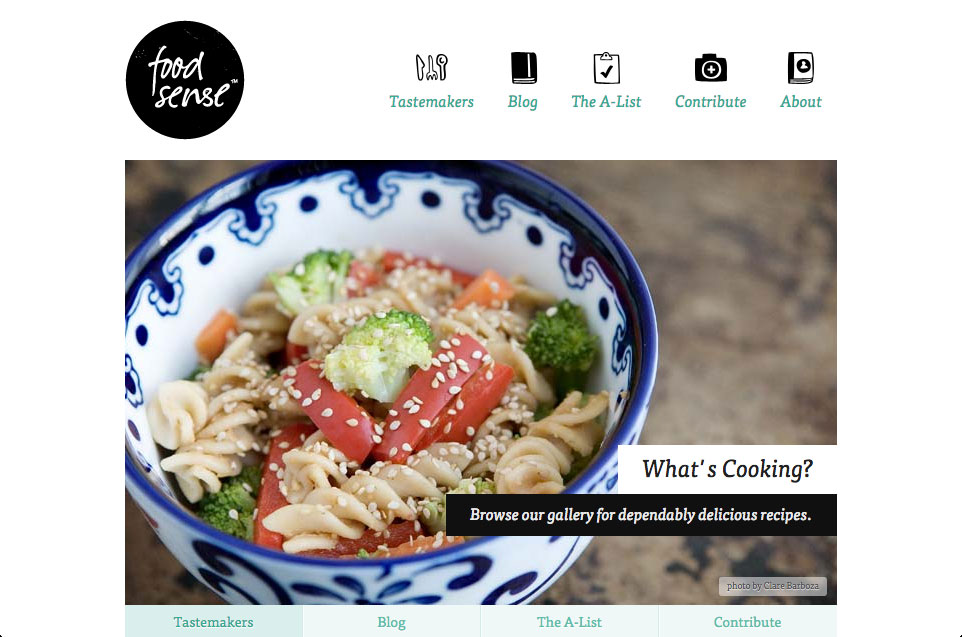 food
sense™
Tastemakers Blog The A-List Contribute About
What's Cooking?
Browse our gallery for dependably delicious recipes.
photo by Clare Barboza
Tastemakers Blog The A-List Contribute